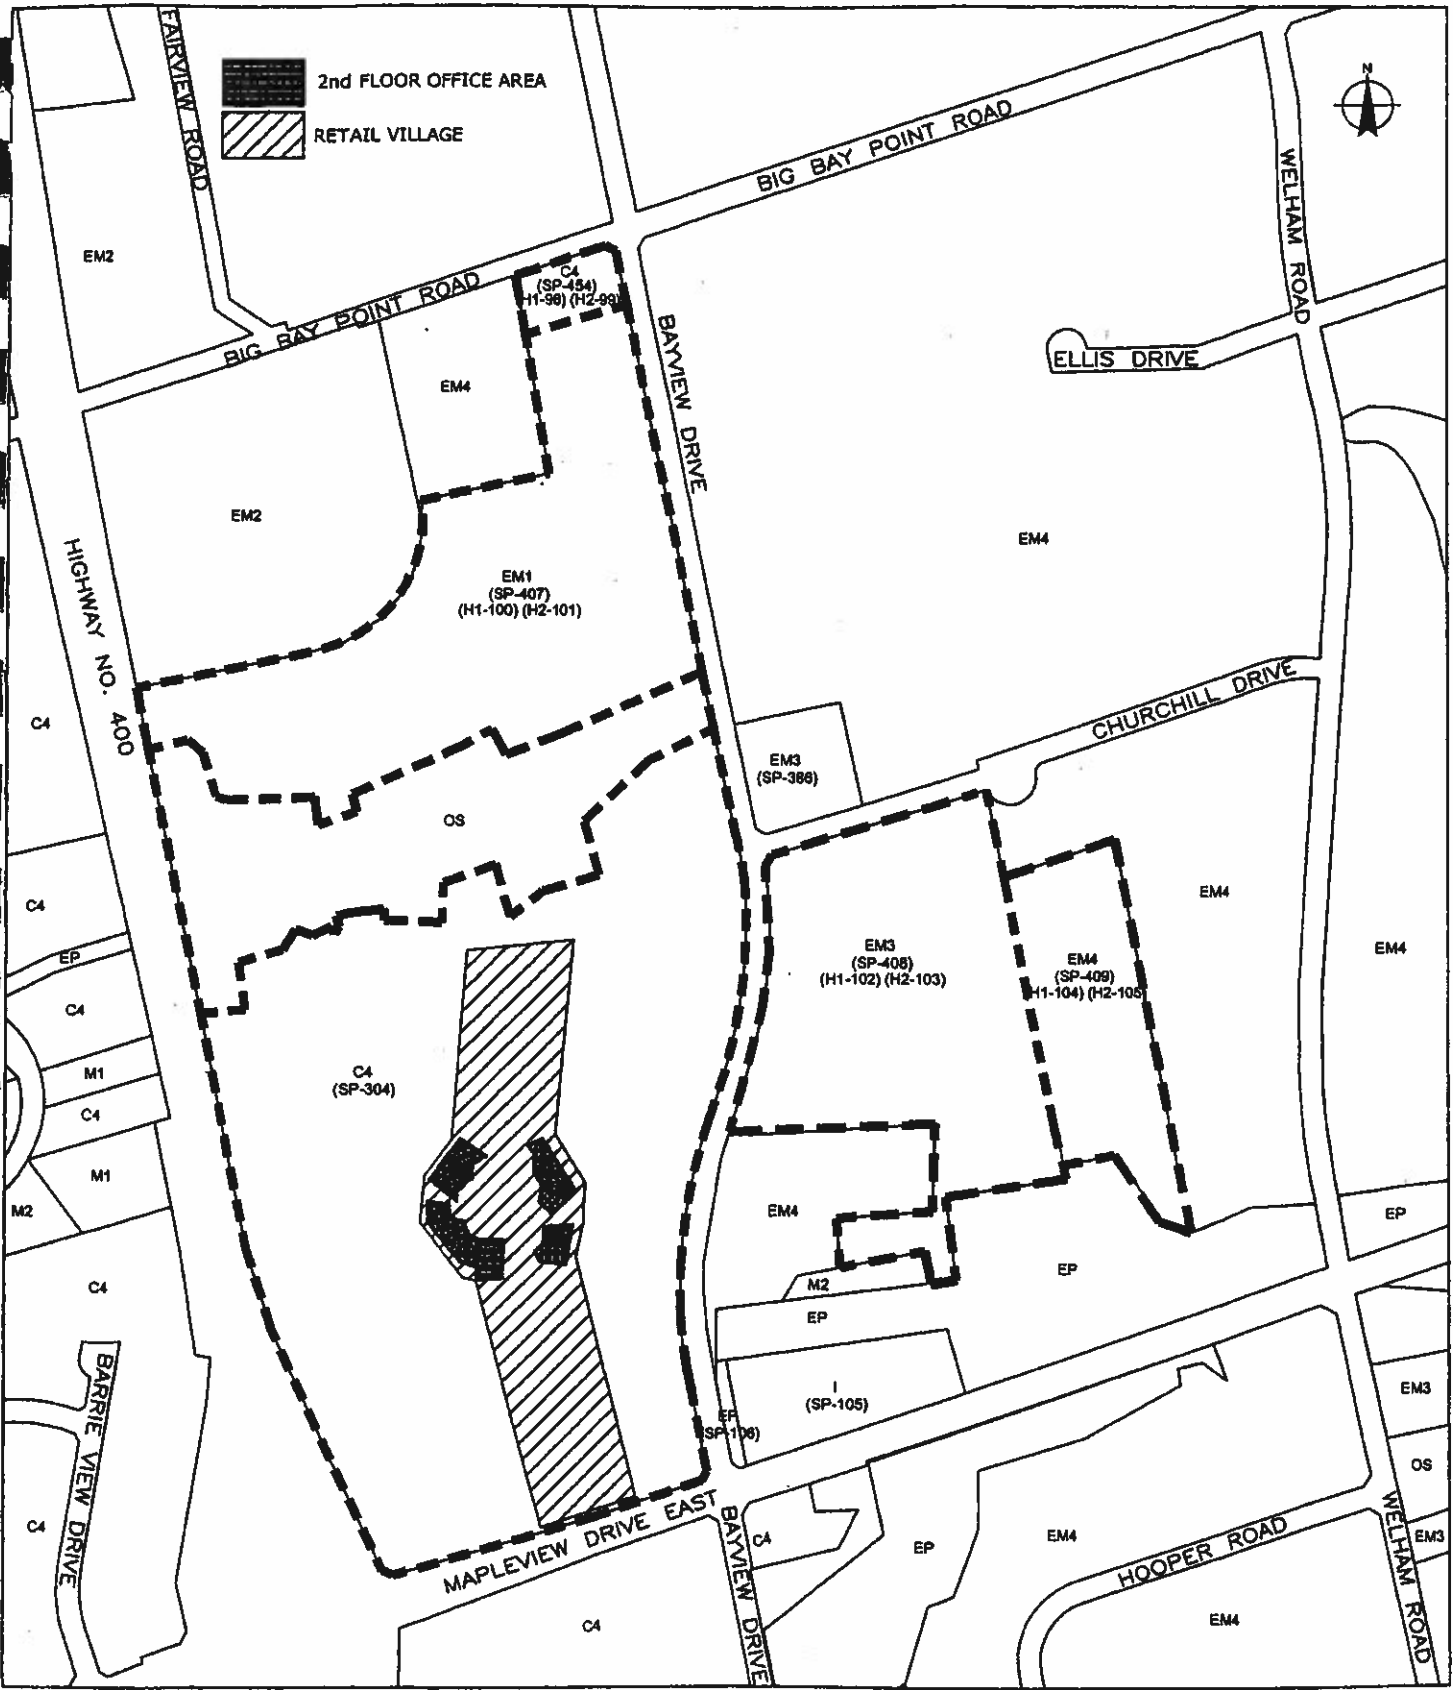 FAIRVIEW ROAD
2nd FLOOR OFFICE AREA
RETAIL VILLAGE
N
BIG BAY POINT ROAD
WELHAM ROAD
EM2
C4
(SP-454)
(H1-98) (H2-99)
BIG BAY POINT ROAD
BAYVIEW DRIVE
ELLIS DRIVE
EM4
EM2
EM4
HIGHWAY NO. 400
EM1
(SP-407)
(H1-100) (H2-101)
CHURCHILL DRIVE
C4
EM3
(SP-386)
OS
C4
EM4
EP
EM3
(SP-408)
(H1-102) (H2-103)
EM4
(SP-409)
H1-104) (H2-105
EM4
C4
M1
C4
(SP-304)
C4
M1
M2
EM4
EP
EP
C4
M2
EP
BARRIE VIEW DRIVE
I
(SP-105)
EM3
EP
(SP-106)
OS
C4
MAPLEVIEW DRIVE EAST
BAYVIEW DRIVE
C4
EP
EM4
HOOPER ROAD
WELHAM ROAD
EM3
C4
EM4